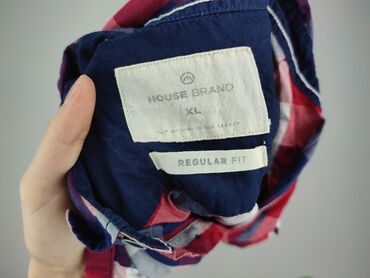 HOUSE BRAND
XL
REGULAR FIT